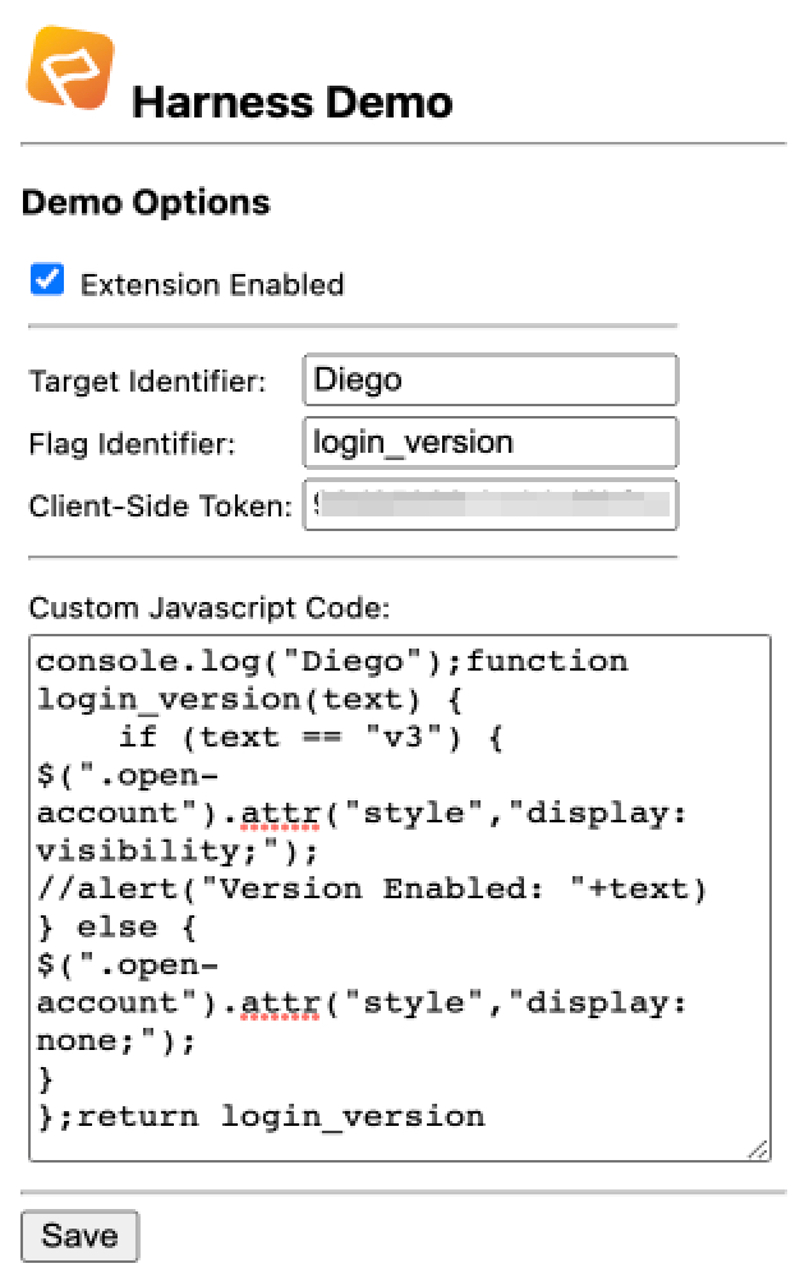 Harness Demo
Demo Options
Extension Enabled
Target Identifier: Diego
Flag Identifier: login_version
Client-Side Token:
Custom Javascript Code:
console.log("Diego");function
login_version(text) {
    if (text == "v3") {
$(".open-
account").attr("style","display:
visibility;");
//alert("Version Enabled: "+text)
} else {
$(".open-
account").attr("style","display:
none;");
}
};return login_version
Save